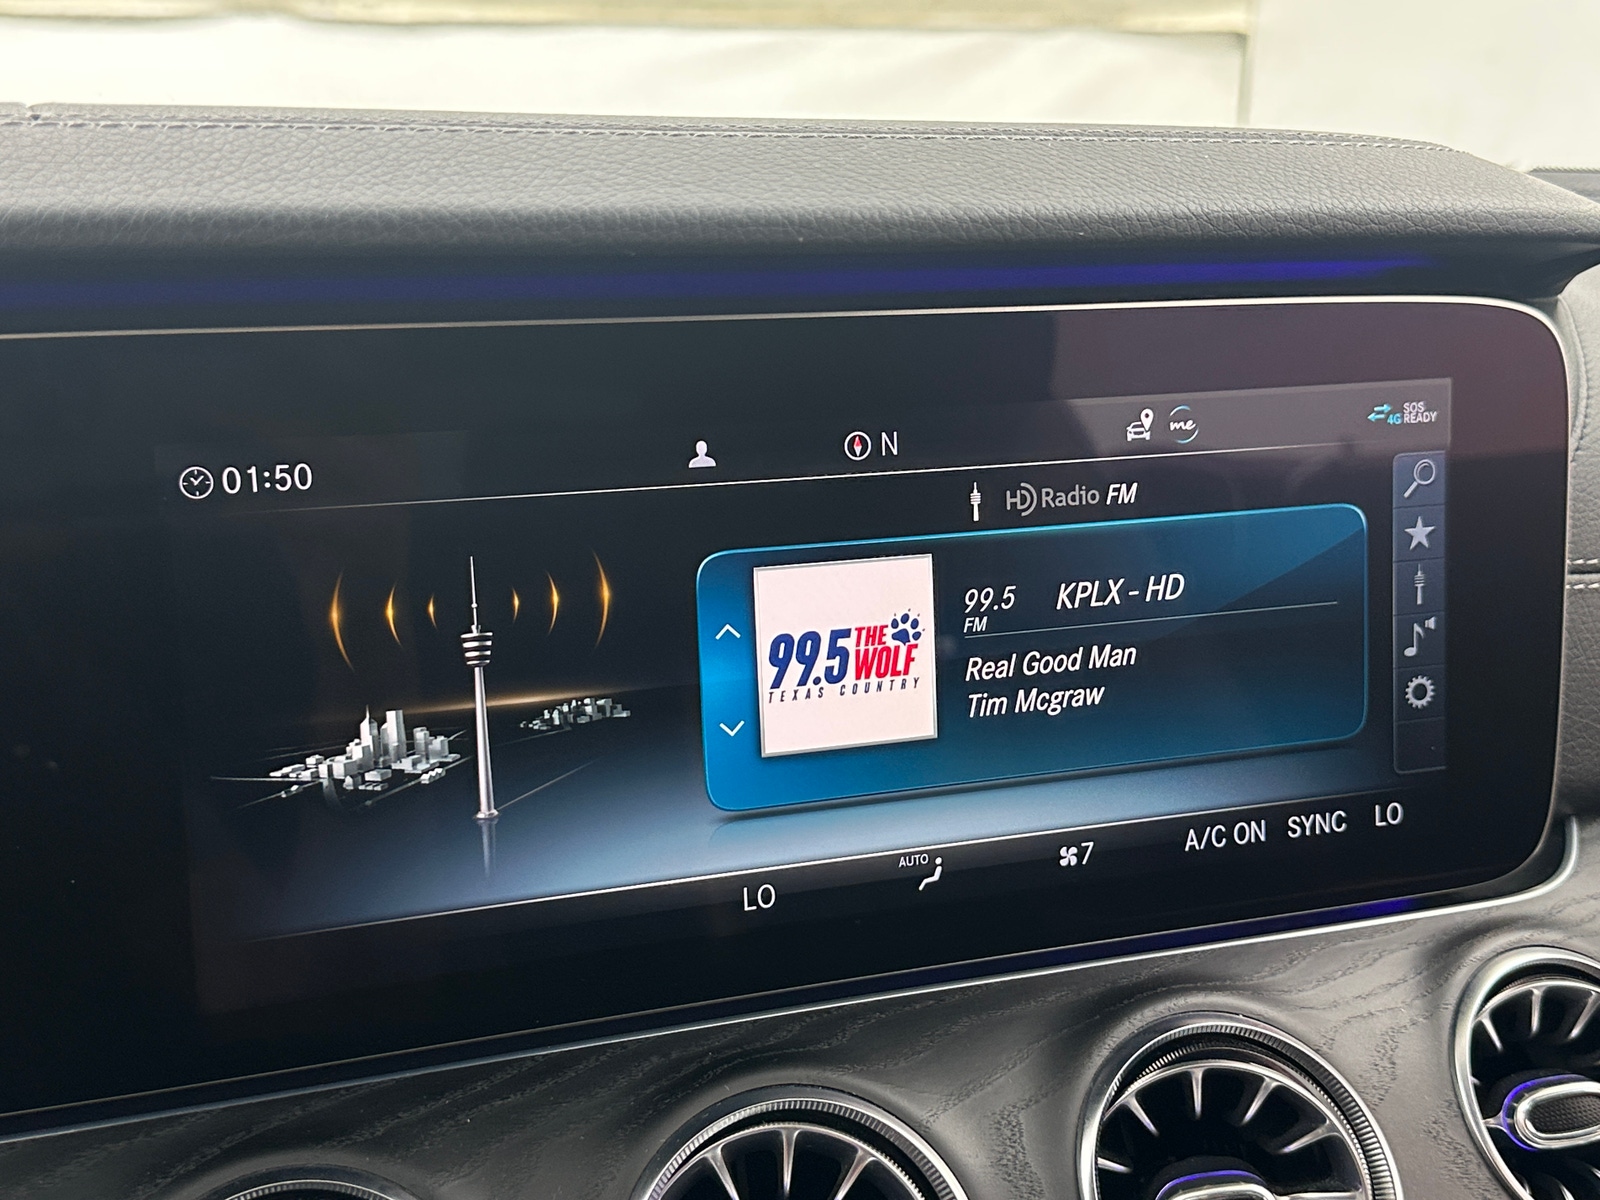 01:50
N
me
4G SOS READY
HD Radio FM
99.5 THE WOLF
TEXAS COUNTRY
99.5 KPLX - HD
FM
Real Good Man
Tim Mcgraw
LO
AUTO
7
A/C ON SYNC LO